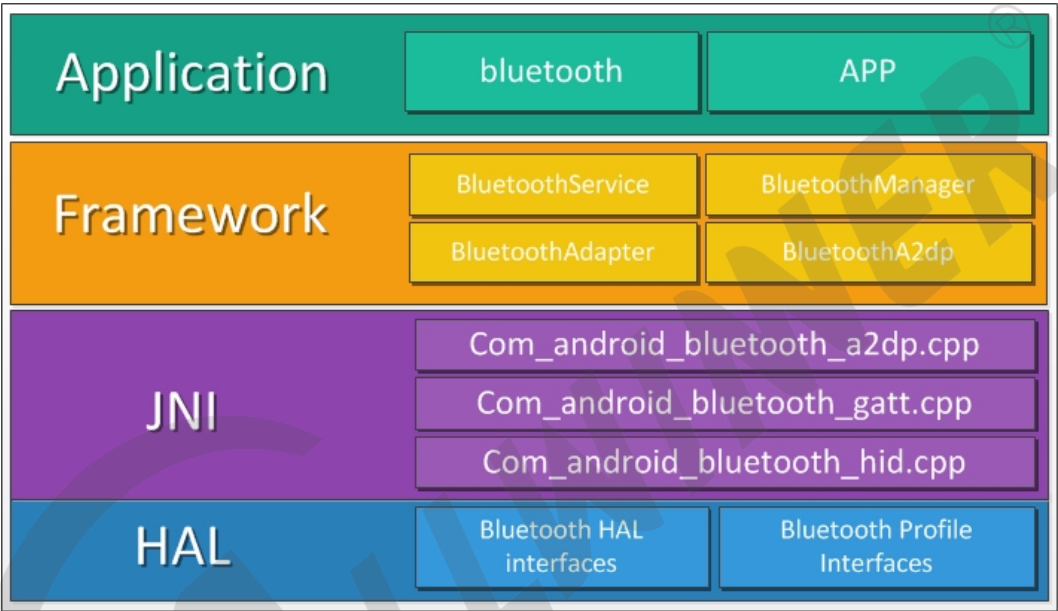 Application
bluetooth
APP
Framework
BluetoothService
BluetoothManager
BluetoothAdapter
BluetoothA2dp
JNI
Com_android_bluetooth_a2dp.cpp
Com_android_bluetooth_gatt.cpp
Com_android_bluetooth_hid.cpp
HAL
Bluetooth HAL
interfaces
Bluetooth Profile
Interfaces
LLWINNER
®